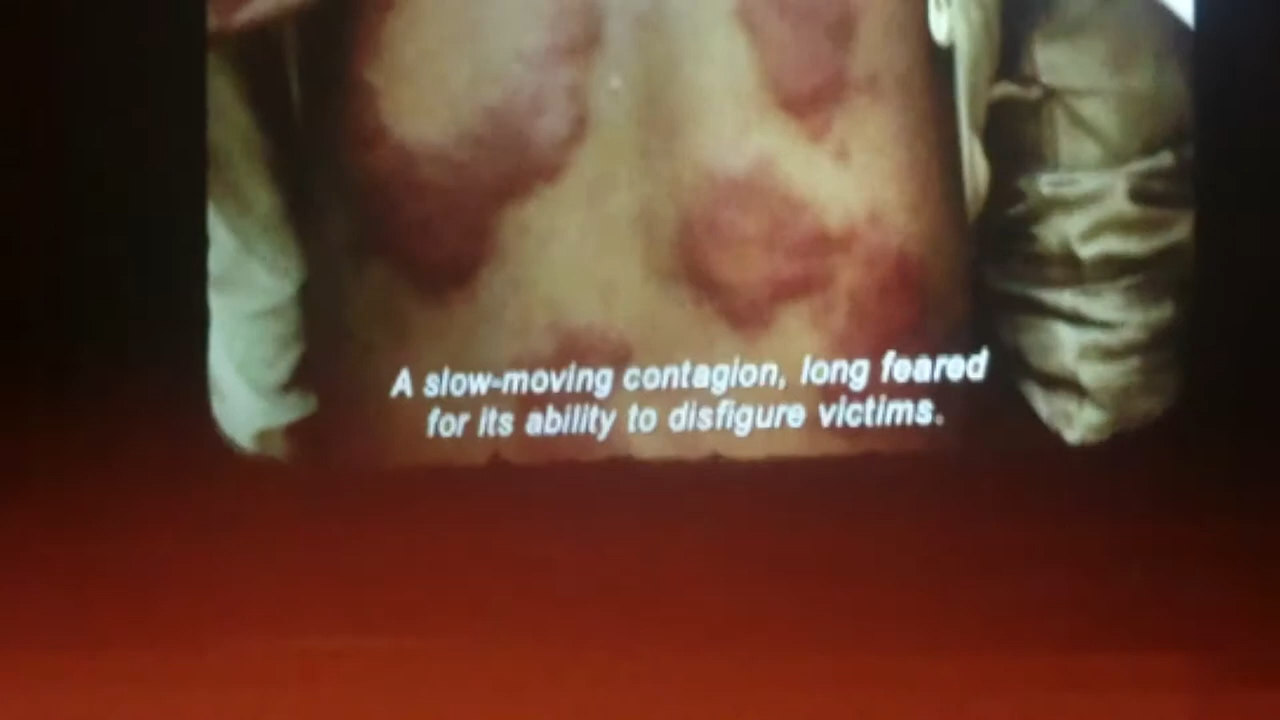 A slow-moving contagion, long feared
for its ability to disfigure victims.